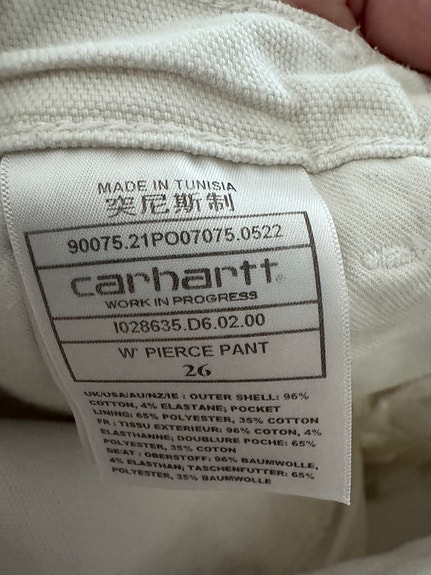 MADE IN TUNISIA
突尼斯制
90075.21PO07075.0522
carhartt®
WORK IN PROGRESS
I028635.D6.02.00
W' PIERCE PANT
26
UK/USA/AU/NZ/IE : OUTER SHELL: 96%
COTTON, 4% ELASTANE; POCKET
LINING: 65% POLYESTER, 35% COTTON
FR : TISSU EXTERIEUR: 96% COTON, 4%
ELASTHANNE; DOUBLURE POCHE: 65%
POLYESTER, 35% COTON
DE/AT : OBERSTOFF: 96% BAUMWOLLE,
4% ELASTHAN; TASCHENFUTTER: 65%
POLYESTER, 35% BAUMWOLLE